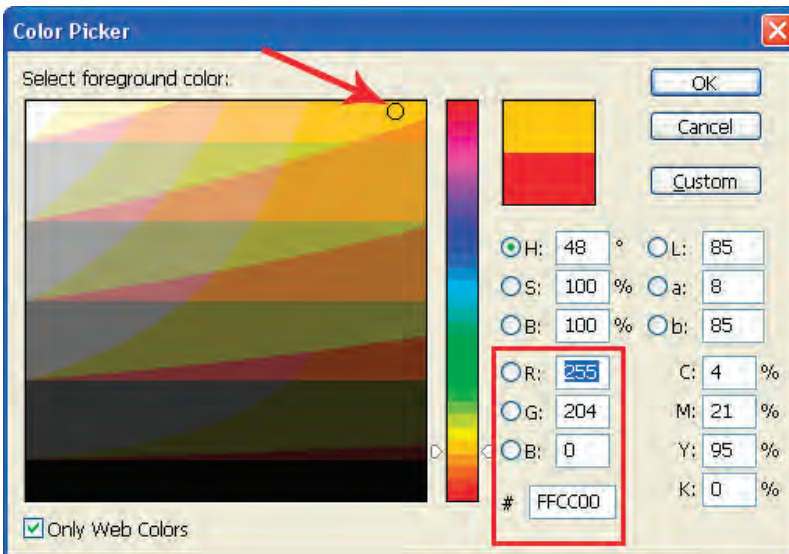 Color Picker
Select foreground color:
OK
Cancel
Custom
H: 48 ° L: 85
S: 100 % a: 8
B: 100 % b: 85
R: 255 C: 4 %
G: 204 M: 21 %
B: 0 Y: 95 %
# FFCC00 K: 0 %
Only Web Colors